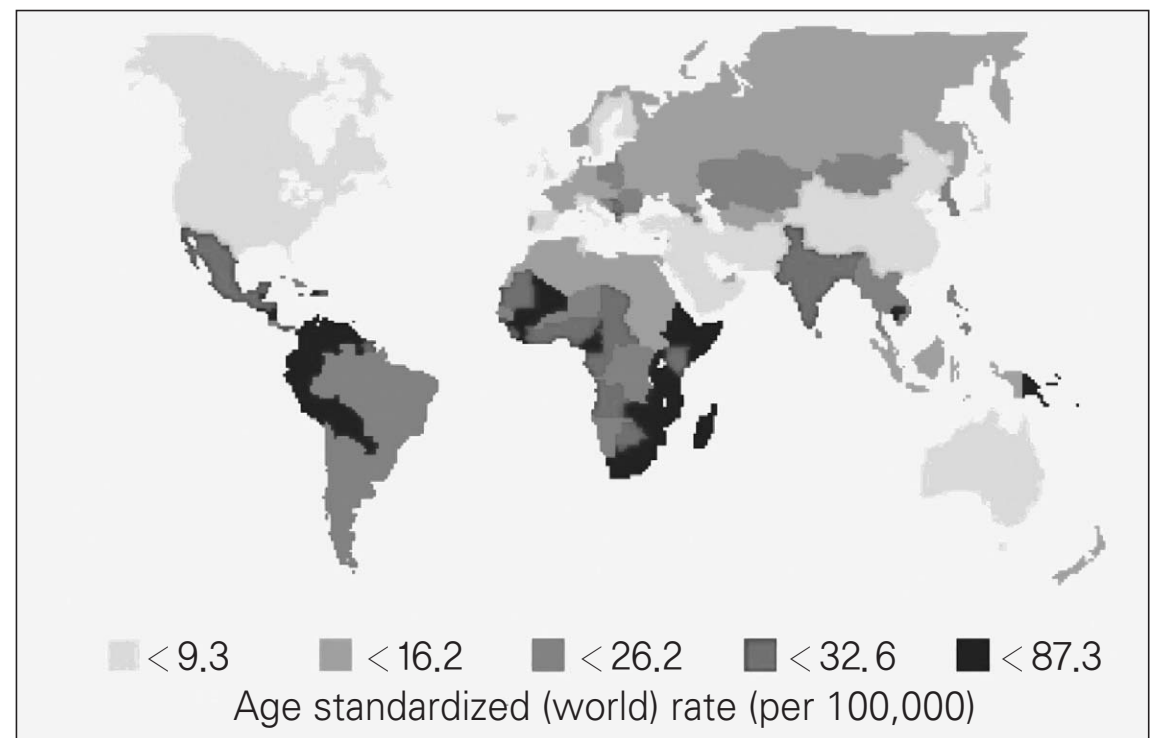 <9.3 <16.2 <26.2 <32.6 <87.3
Age standardized (world) rate (per 100,000)